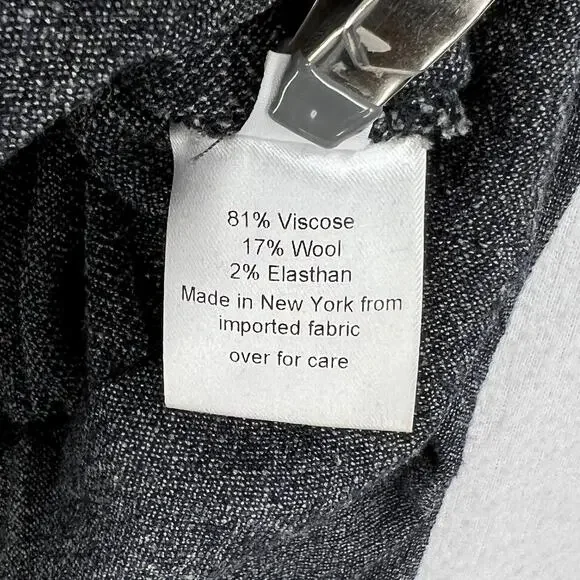 81% Viscose
17% Wool
2% Elasthan
Made in New York from
imported fabric
over for care